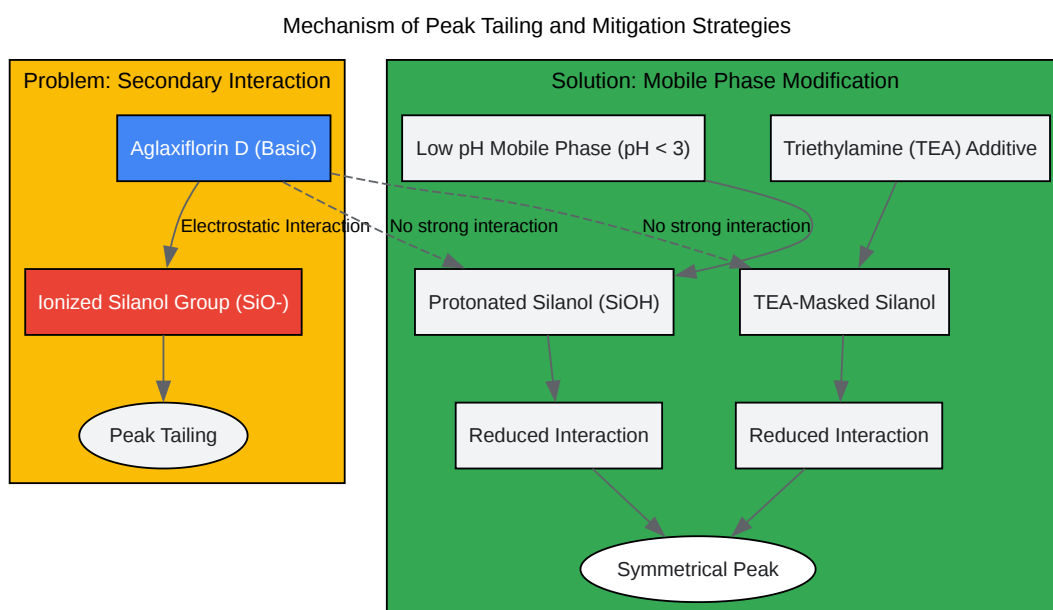 Mechanism of Peak Tailing and Mitigation Strategies
Problem: Secondary Interaction
Solution: Mobile Phase Modification
Aglaxiflorin D (Basic)
Low pH Mobile Phase (pH < 3)
Triethylamine (TEA) Additive
Electrostatic Interaction
No strong interaction
No strong interaction
Ionized Silanol Group (SiO-)
Protonated Silanol (SiOH)
TEA-Masked Silanol
Peak Tailing
Reduced Interaction
Reduced Interaction
Symmetrical Peak